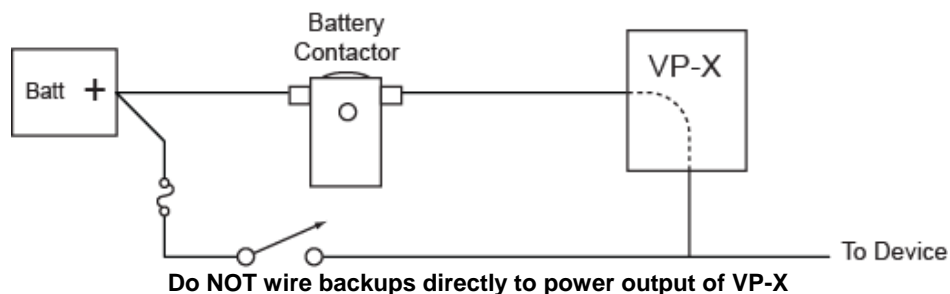 Battery
Contactor
VP-X
Batt +
To Device
Do NOT wire backups directly to power output of VP-X